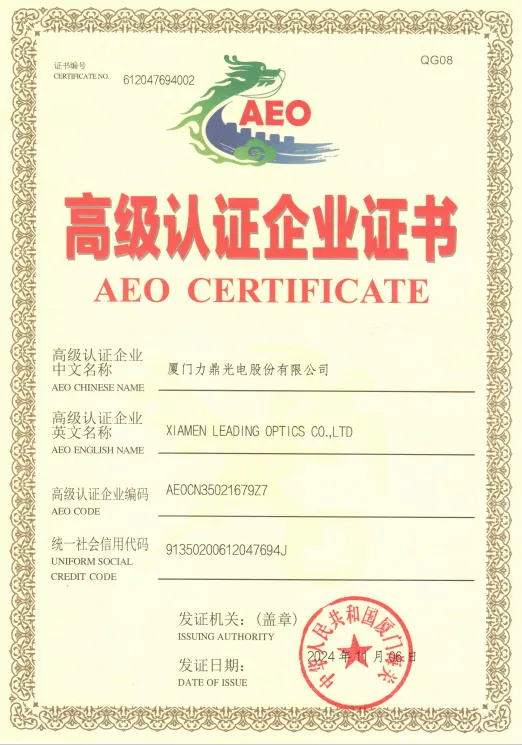 证书编号
CERTIFICATE NO. 612047694002
QG08
AEO
高级认证企业证书
AEO CERTIFICATE
高级认证企业
中文名称
AEO CHINESE NAME
厦门力鼎光电股份有限公司
高级认证企业
英文名称
AEO ENGLISH NAME
XIAMEN LEADING OPTICS CO.,LTD
高级认证企业编码
AEO CODE
AEOCN35021679Z7
统一社会信用代码
UNIFORM SOCIAL
CREDIT CODE
91350200612047694J
发证机关：(盖章)
ISSUING AUTHORITY
中华人民共和国厦门海关
发证日期：
DATE OF ISSUE
2024 年 11 月 06 日